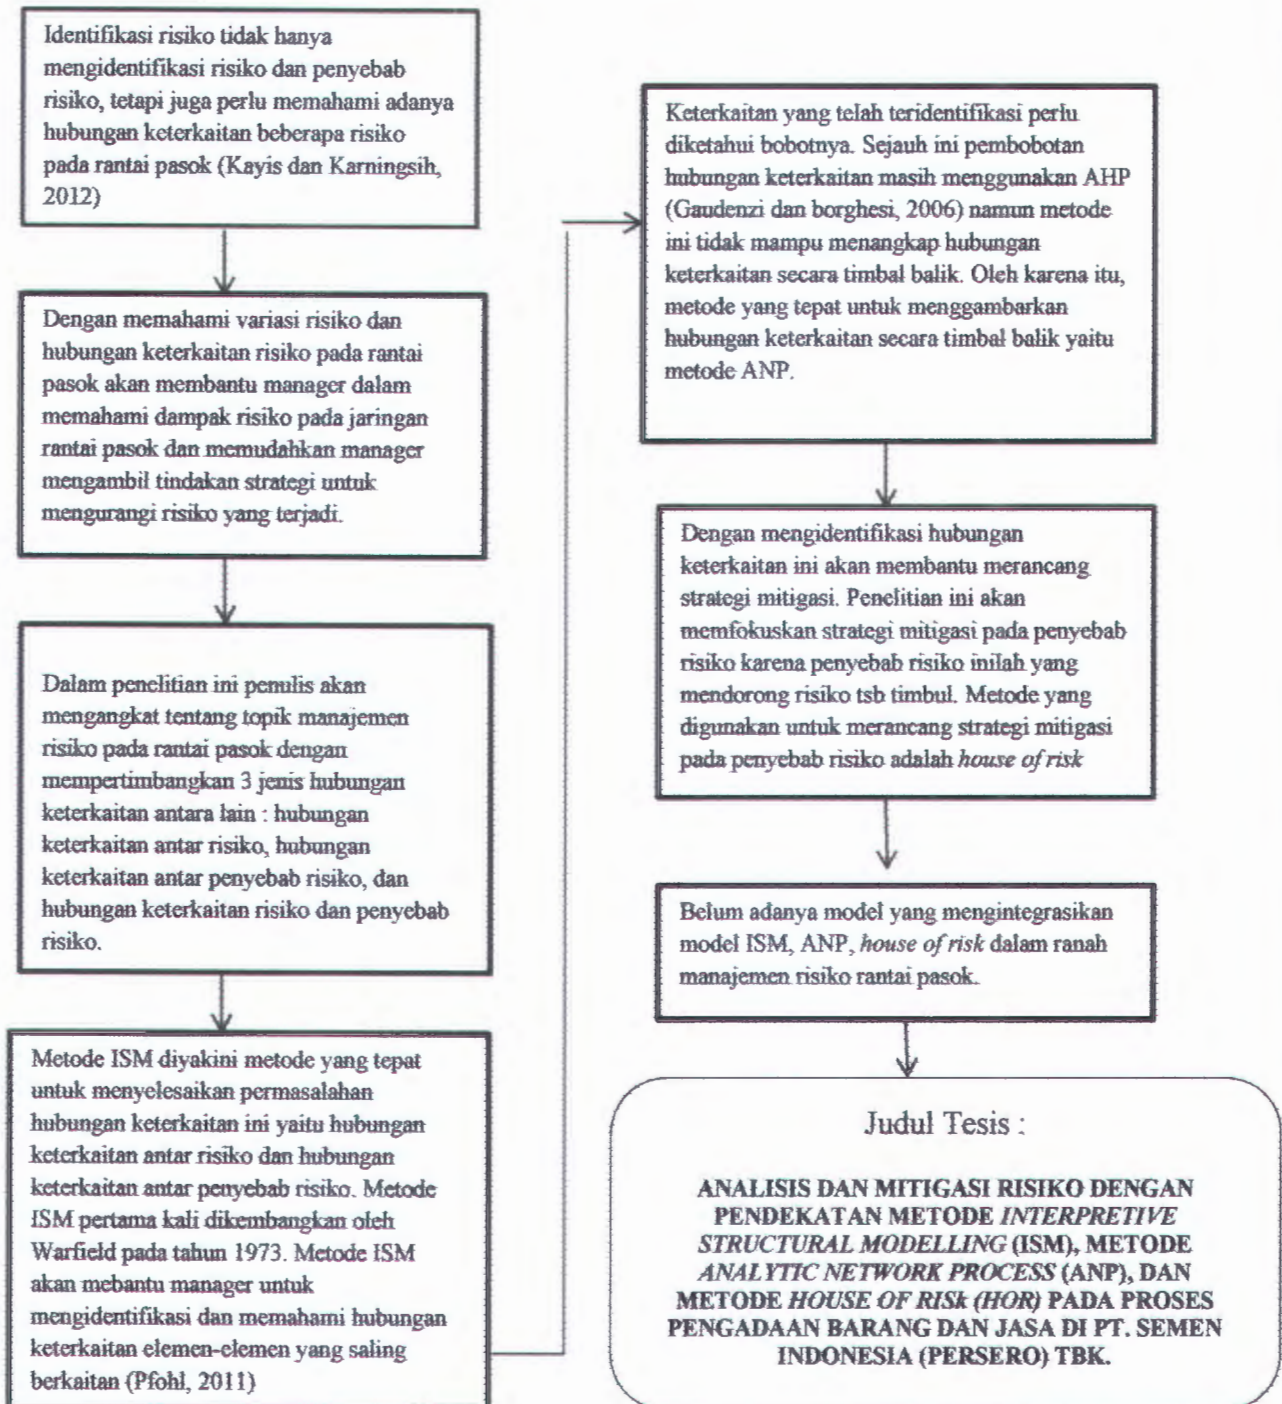 Identifikasi risiko tidak hanya
mengidentifikasi risiko dan penyebab
risiko, tetapi juga perlu memahami adanya
hubungan keterkaitan beberapa risiko
pada rantai pasok (Kayis dan Karningsih,
2012)
Dengan memahami variasi risiko dan
hubungan keterkaitan risiko pada rantai
pasok akan membantu manager dalam
memahami dampak risiko pada jaringan
rantai pasok dan memudahkan manager
mengambil tindakan strategi untuk
mengurangi risiko yang terjadi.
Dalam penelitian ini penulis akan
mengangkat tentang topik manajemen
risiko pada rantai pasok dengan
mempertimbangkan 3 jenis hubungan
keterkaitan antara lain : hubungan
keterkaitan antar risiko, hubungan
keterkaitan antar penyebab risiko, dan
hubungan keterkaitan risiko dan penyebab
risiko.
Metode ISM diyakini metode yang tepat
untuk menyelesaikan permasalahan
hubungan keterkaitan ini yaitu hubungan
keterkaitan antar risiko dan hubungan
keterkaitan antar penyebab risiko. Metode
ISM pertama kali dikembangkan oleh
Warfield pada tahun 1973. Metode ISM
akan mebantu manager untuk
mengidentifikasi dan memahami hubungan
keterkaitan elemen-elemen yang saling
berkaitan (Pfohl, 2011)
Keterkaitan yang telah teridentifikasi perlu
diketahui bobotnya. Sejauh ini pembobotan
hubungan keterkaitan masih menggunakan AHP
(Gaudenzi dan borghesi, 2006) namun metode
ini tidak mampu menangkap hubungan
keterkaitan secara timbal balik. Oleh karena itu,
metode yang tepat untuk menggambarkan
hubungan keterkaitan secara timbal balik yaitu
metode ANP.
Dengan mengidentifikasi hubungan
keterkaitan ini akan membantu merancang
strategi mitigasi. Penelitian ini akan
memfokuskan strategi mitigasi pada penyebab
risiko karena penyebab risiko inilah yang
mendorong risiko tsb timbul. Metode yang
digunakan untuk merancang strategi mitigasi
pada penyebab risiko adalah house of risk
Belum adanya model yang mengintegrasikan
model ISM, ANP, house of risk dalam ranah
manajemen risiko rantai pasok.
Judul Tesis :
ANALISIS DAN MITIGASI RISIKO DENGAN
PENDEKATAN METODE INTERPRETIVE
STRUCTURAL MODELLING (ISM), METODE
ANALYTIC NETWORK PROCESS (ANP), DAN
METODE HOUSE OF RISk (HOR) PADA PROSES
PENGADAAN BARANG DAN JASA DI PT. SEMEN
INDONESIA (PERSERO) TBK.